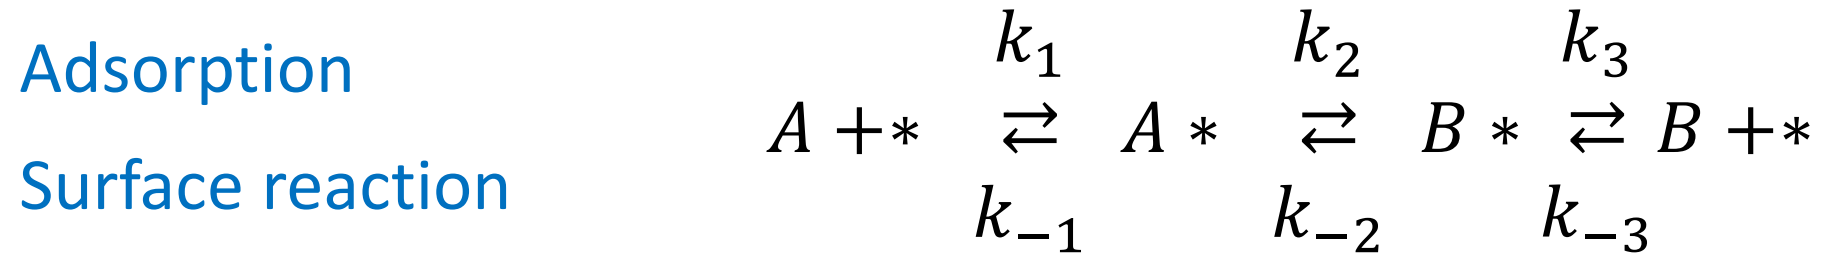 Adsorption
Surface reaction
k₁ k₂ k₃
A +∗ ⇄ A ∗ ⇄ B ∗ ⇄ B +∗
k₋₁ k₋₂ k₋₃